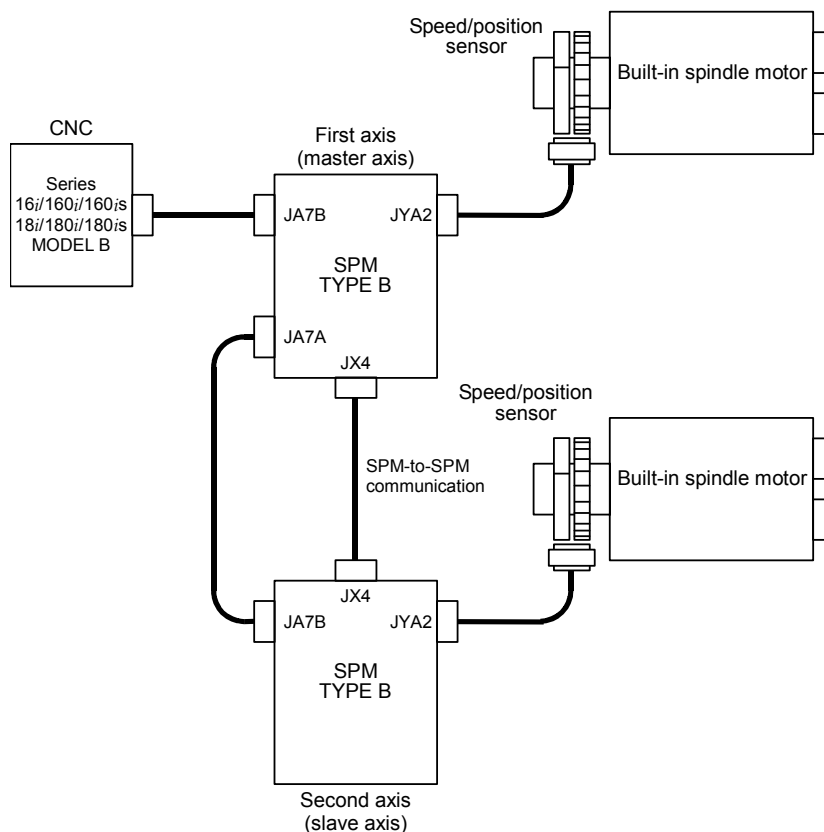 Speed/position
sensor
Built-in spindle motor
CNC
First axis
(master axis)
Series
16i/160i/160is
18i/180i/180is
MODEL B
JA7B
JYA2
SPM
TYPE B
JA7A
JX4
Speed/position
sensor
Built-in spindle motor
SPM-to-SPM
communication
JX4
JA7B
JYA2
SPM
TYPE B
Second axis
(slave axis)